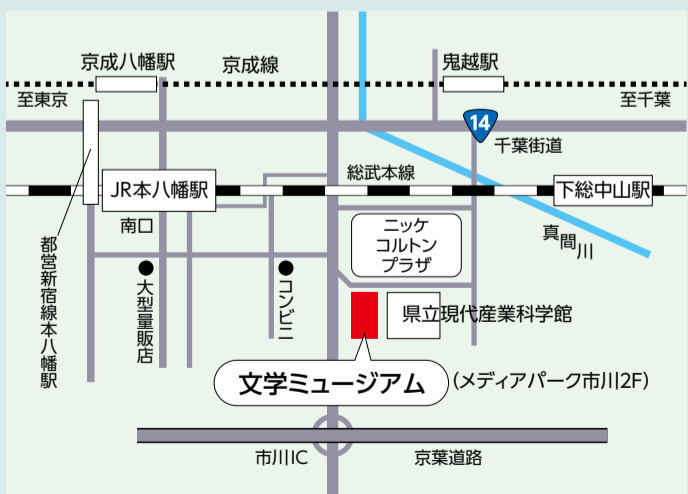 京成八幡駅
京成線
鬼越駅
至東京
至千葉
14
千葉街道
総武本線
JR本八幡駅
下総中山駅
南口
ニッケ
コルトン
プラザ
真間川
都営新宿線本八幡駅
大型量販店
コンビニ
県立現代産業科学館
文学ミュージアム
(メディアパーク市川2F)
市川IC
京葉道路